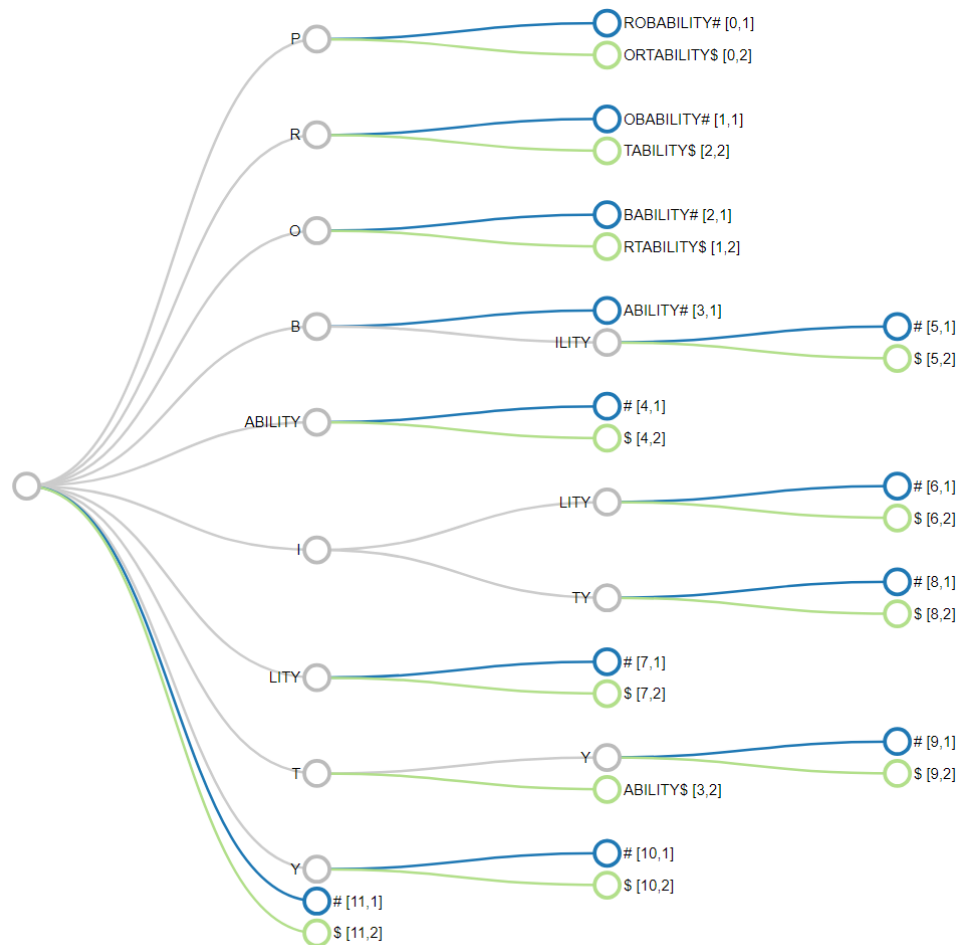 P
ROBABILITY# [0,1]
ORTABILITY$ [0,2]
R
OBABILITY# [1,1]
TABILITY$ [2,2]
O
BABILITY# [2,1]
RTABILITY$ [1,2]
B
ABILITY# [3,1]
ILITY
# [5,1]
$ [5,2]
ABILITY
# [4,1]
$ [4,2]
I
LITY
# [6,1]
$ [6,2]
TY
# [8,1]
$ [8,2]
LITY
# [7,1]
$ [7,2]
T
Y
# [9,1]
$ [9,2]
ABILITY$ [3,2]
Y
# [10,1]
$ [10,2]
# [11,1]
$ [11,2]